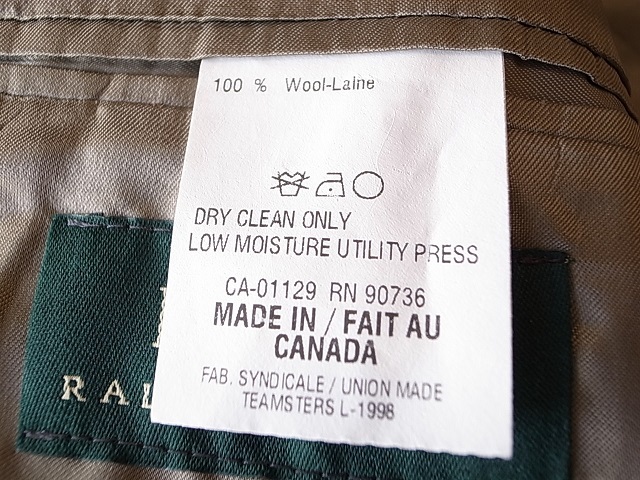 100 % Wool-Laine
DRY CLEAN ONLY
LOW MOISTURE UTILITY PRESS
CA-01129 RN 90736
MADE IN / FAIT AU
CANADA
FAB. SYNDICALE / UNION MADE
TEAMSTERS L-1998